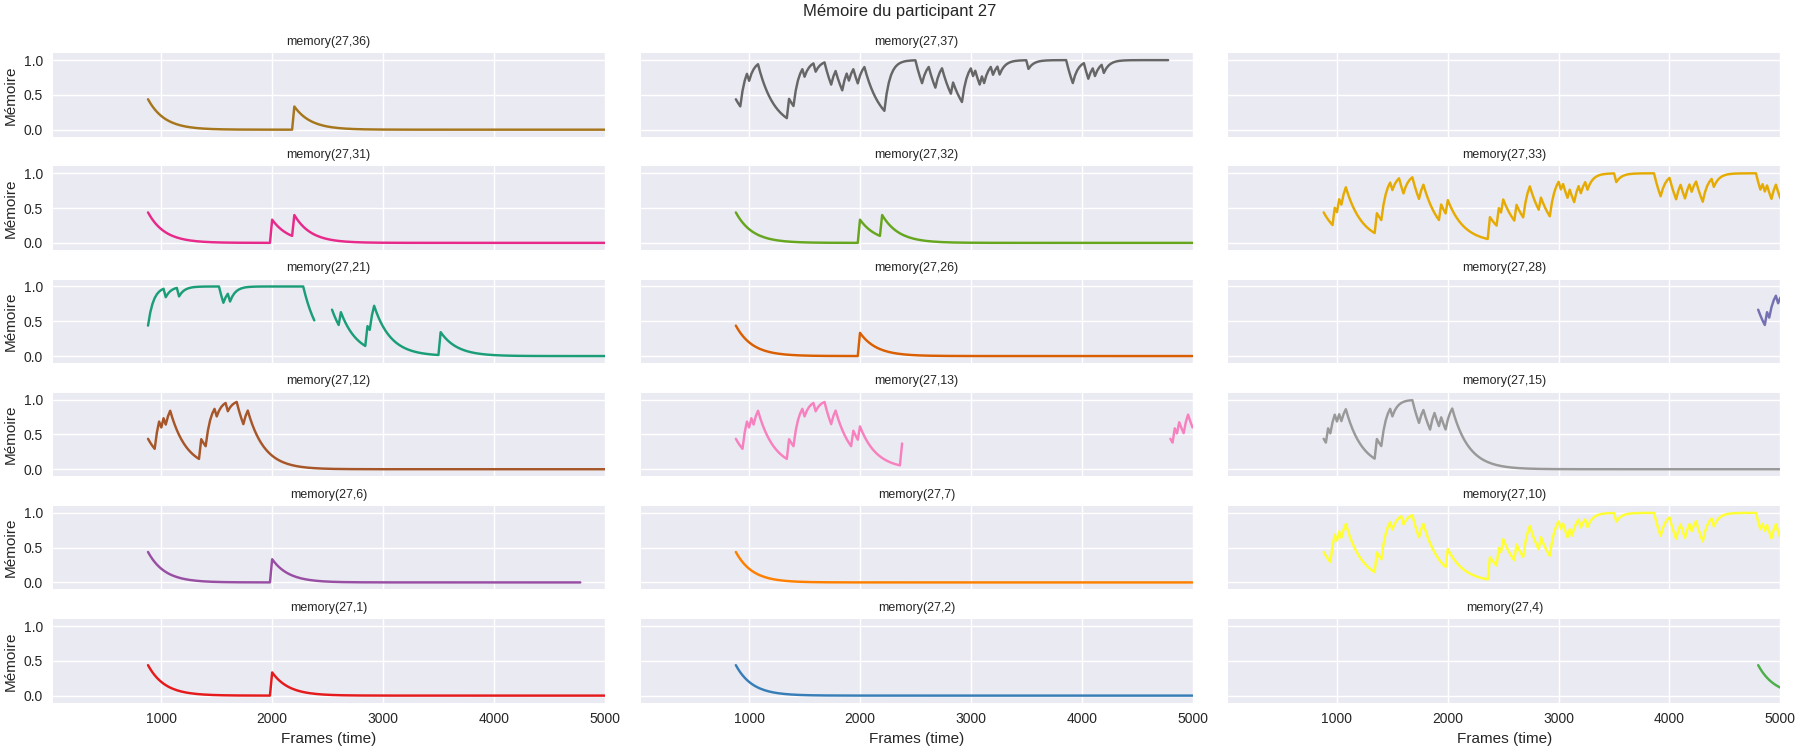 Mémoire du participant 27
memory(27,36)
memory(27,37)
Mémoire
1.0
0.5
0.0
memory(27,31)
memory(27,32)
memory(27,33)
Mémoire
1.0
0.5
0.0
memory(27,21)
memory(27,26)
memory(27,28)
Mémoire
1.0
0.5
0.0
memory(27,12)
memory(27,13)
memory(27,15)
Mémoire
1.0
0.5
0.0
memory(27,6)
memory(27,7)
memory(27,10)
Mémoire
1.0
0.5
0.0
memory(27,1)
memory(27,2)
memory(27,4)
Mémoire
1.0
0.5
0.0
1000 2000 3000 4000 5000
1000 2000 3000 4000 5000
1000 2000 3000 4000 5000
Frames (time)
Frames (time)
Frames (time)